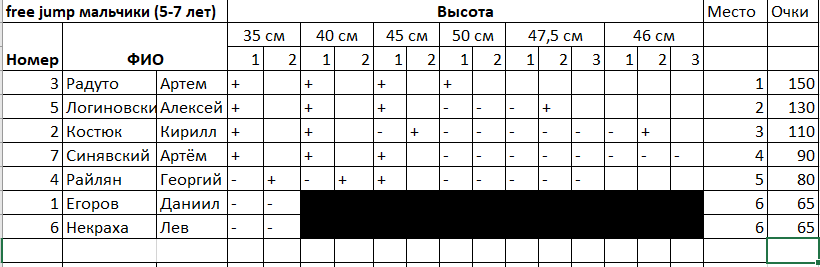 free jump мальчики (5-7 лет) Высота Место Очки
35 см 40 см 45 см 50 см 47,5 см 46 см
Номер ФИО 1 2 1 2 1 2 1 2 1 2 3 1 2 3
3 Радуто Артем + + + + 1 150
5 Логиновски Алексей + + + - - - + 2 130
2 Костюк Кирилл + + - + - - - - - - + 3 110
7 Синявский Артём + + + - - - - - - - - 4 90
4 Райлян Георгий - + - + + - - - - - 5 80
1 Егоров Даниил - - 6 65
6 Некраха Лев - - 6 65